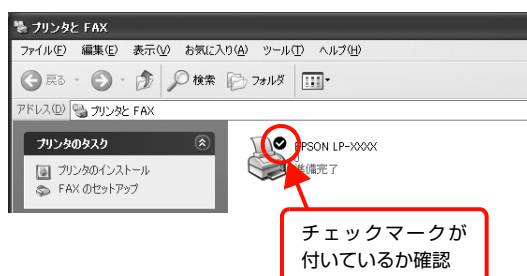 プリンタと FAX
ファイル(F) 編集(E) 表示(V) お気に入り(A) ツール(T) ヘルプ(H)
戻る 検索 フォルダ
アドレス(D) プリンタと FAX
プリンタのタスク
プリンタのインストール
FAX のセットアップ
EPSON LP-XXXX
0
準備完了
チェックマークが
付いているか確認